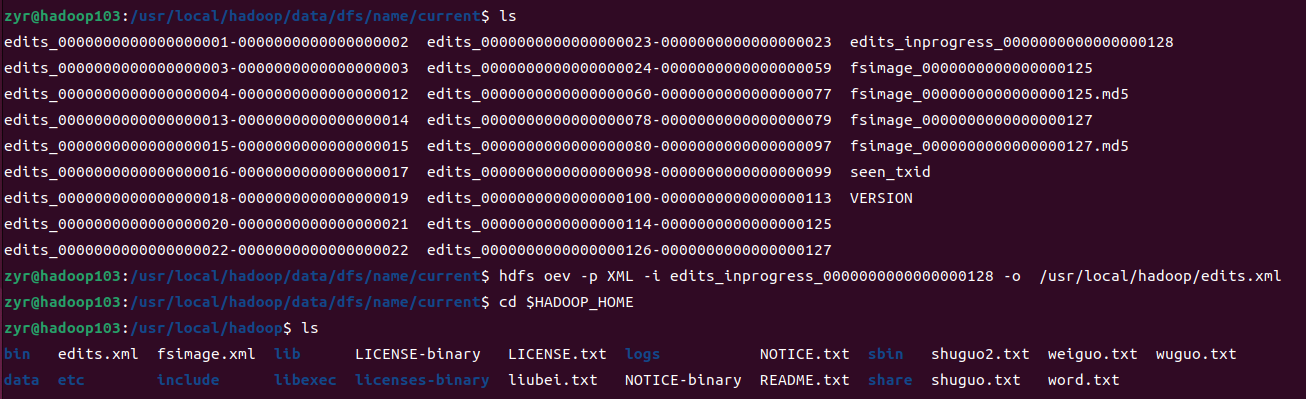 zyr@hadoop103:/usr/local/hadoop/data/dfs/name/current$ ls
edits_0000000000000000001-0000000000000000002  edits_0000000000000000023-0000000000000000023  edits_inprogress_0000000000000000128
edits_0000000000000000003-0000000000000000003  edits_0000000000000000024-0000000000000000059  fsimage_0000000000000000125
edits_0000000000000000004-0000000000000000012  edits_0000000000000000060-0000000000000000077  fsimage_0000000000000000125.md5
edits_0000000000000000013-0000000000000000014  edits_0000000000000000078-0000000000000000079  fsimage_0000000000000000127
edits_0000000000000000015-0000000000000000015  edits_0000000000000000080-0000000000000000097  fsimage_0000000000000000127.md5
edits_0000000000000000016-0000000000000000017  edits_0000000000000000098-0000000000000000099  seen_txid
edits_0000000000000000018-0000000000000000019  edits_0000000000000000100-0000000000000000113  VERSION
edits_0000000000000000020-0000000000000000021  edits_0000000000000000114-0000000000000000125
edits_0000000000000000022-0000000000000000022  edits_0000000000000000126-0000000000000000127
zyr@hadoop103:/usr/local/hadoop/data/dfs/name/current$ hdfs oev -p XML -i edits_inprogress_0000000000000000128 -o  /usr/local/hadoop/edits.xml
zyr@hadoop103:/usr/local/hadoop/data/dfs/name/current$ cd $HADOOP_HOME
zyr@hadoop103:/usr/local/hadoop$ ls
bin   edits.xml  fsimage.xml  lib      LICENSE-binary   LICENSE.txt  logs            NOTICE.txt  sbin   shuguo2.txt  weiguo.txt  wuguo.txt
data  etc        include      libexec  licenses-binary  liubei.txt   NOTICE-binary  README.txt  share  shuguo.txt   word.txt